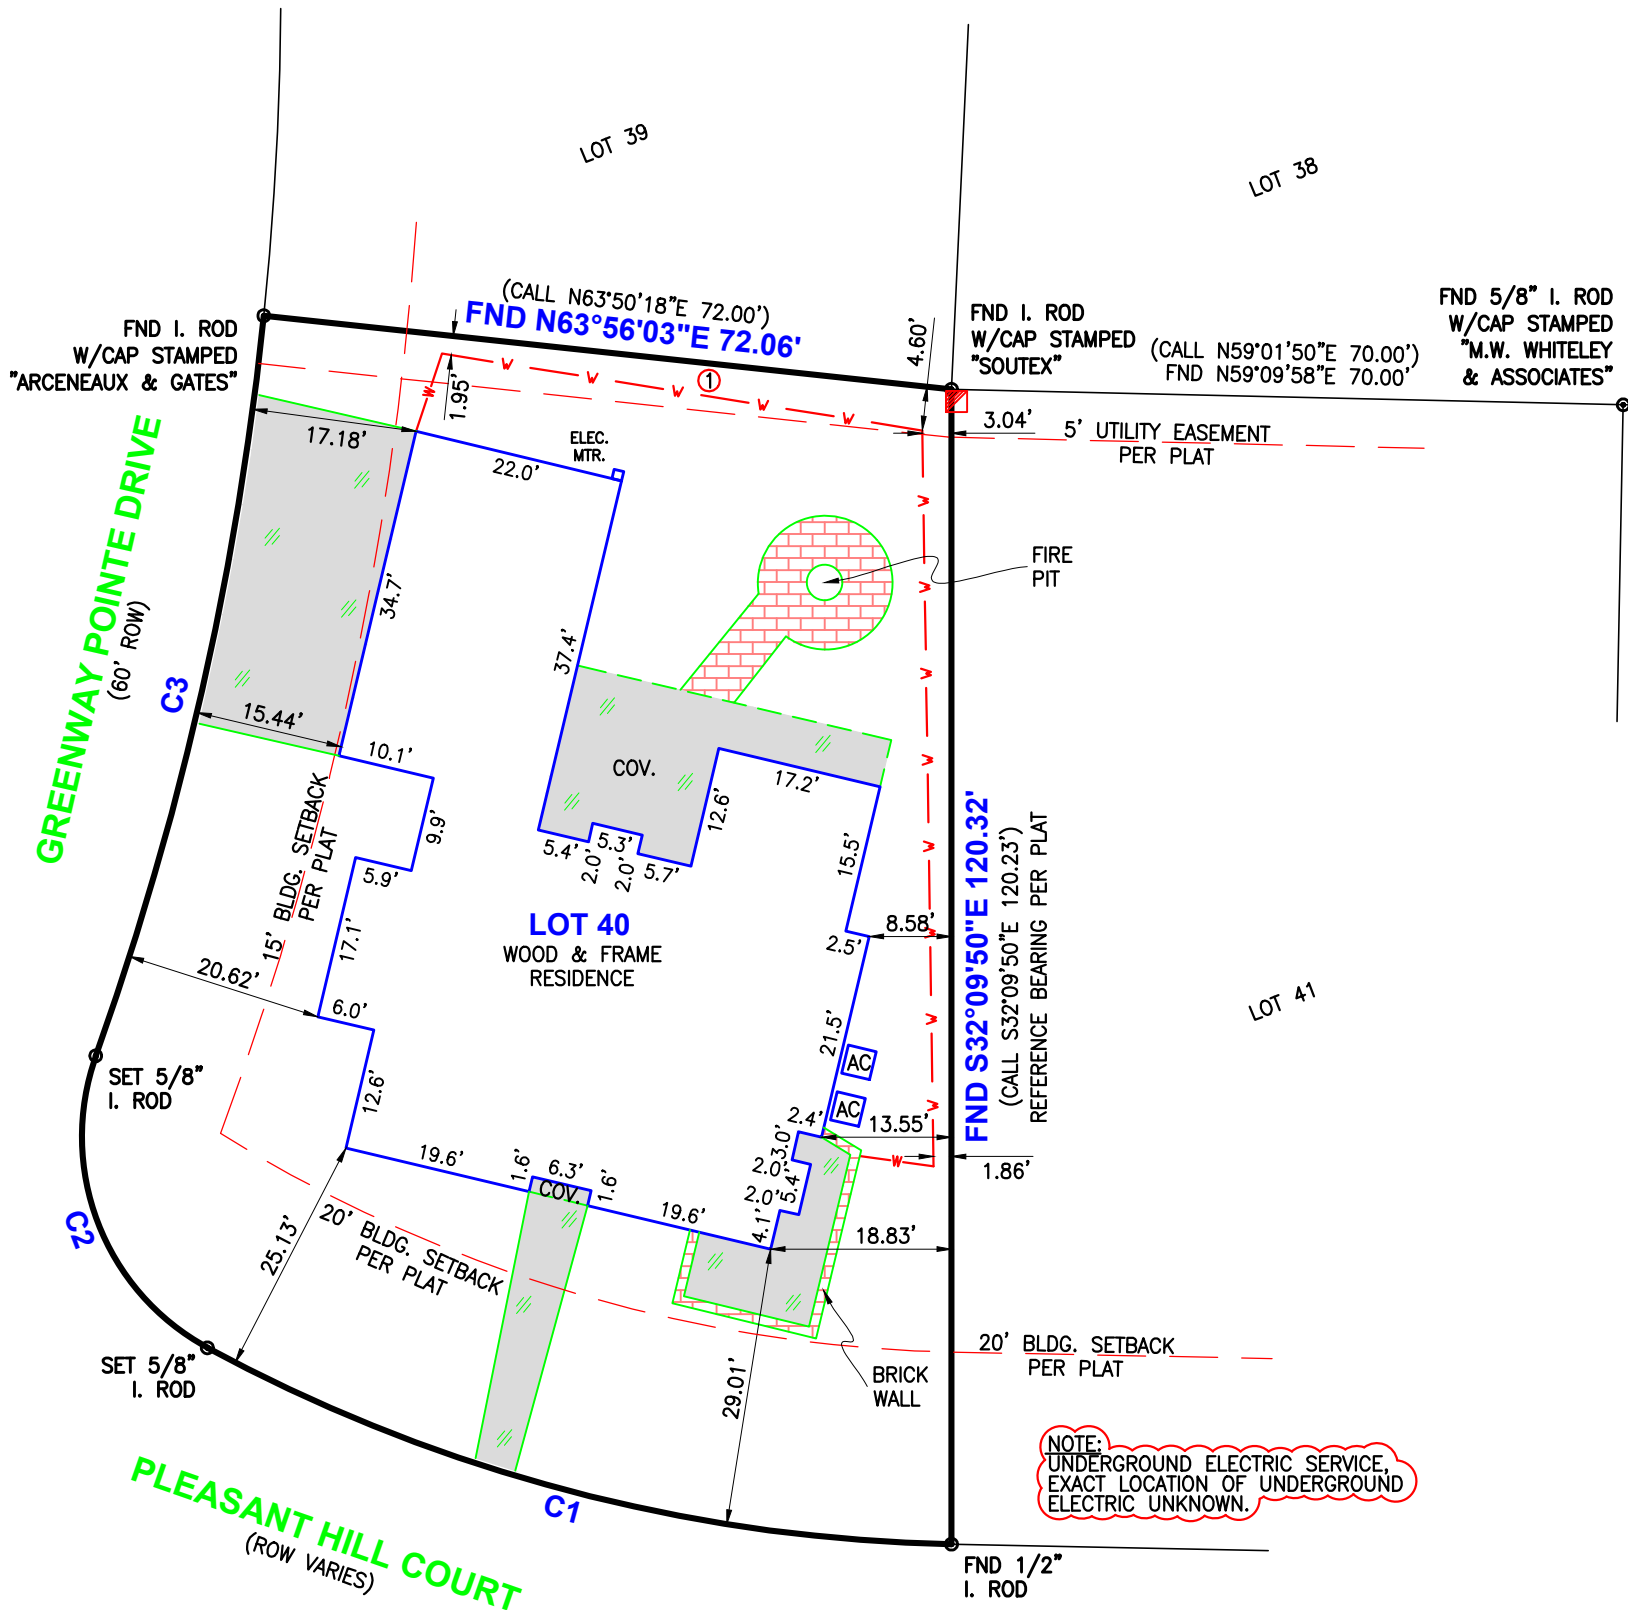 LOT 39
LOT 38
(CALL N63°50'18"E 72.00')
FND N63°56'03"E 72.06'
FND I. ROD
W/CAP STAMPED
"ARCENEAUX & GATES"
4.60'
FND I. ROD
W/CAP STAMPED
"SOUTEX"
(CALL N59°01'50"E 70.00')
FND N59°09'58"E 70.00'
FND 5/8" I. ROD
W/CAP STAMPED
"M.W. WHITELEY
& ASSOCIATES"
W W W W W W
1
1.95'
3.04'
5' UTILITY EASEMENT
PER PLAT
17.18'
22.0'
ELEC.
MTR.
GREENWAY POINTE DRIVE
(60' ROW)
C3
34.7'
37.4'
FIRE
PIT
W W W W W W W W
15.44'
10.1'
9.9'
5.9'
17.1'
15' BLDG. SETBACK
PER PLAT
COV.
17.2'
12.6'
5.4'
2.0'
5.3'
2.0'
5.7'
15.5'
LOT 40
WOOD & FRAME
RESIDENCE
2.5'
8.58'
FND S32°09'50"E 120.32'
(CALL S32°09'50"E 120.23')
REFERENCE BEARING PER PLAT
LOT 41
20.62'
6.0'
12.6'
21.5'
AC
AC
SET 5/8"
I. ROD
2.4'
13.55'
3.0'
W
1.86'
19.6'
1.6'
6.3'
COV.
1.6'
19.6'
2.0'
5.4'
2.0'
4.1'
18.83'
C2
25.13'
20' BLDG. SETBACK
PER PLAT
29.01'
BRICK
WALL
20' BLDG. SETBACK
PER PLAT
SET 5/8"
I. ROD
NOTE:
UNDERGROUND ELECTRIC SERVICE,
EXACT LOCATION OF UNDERGROUND
ELECTRIC UNKNOWN.
PLEASANT HILL COURT
(ROW VARIES)
C1
FND 1/2"
I. ROD